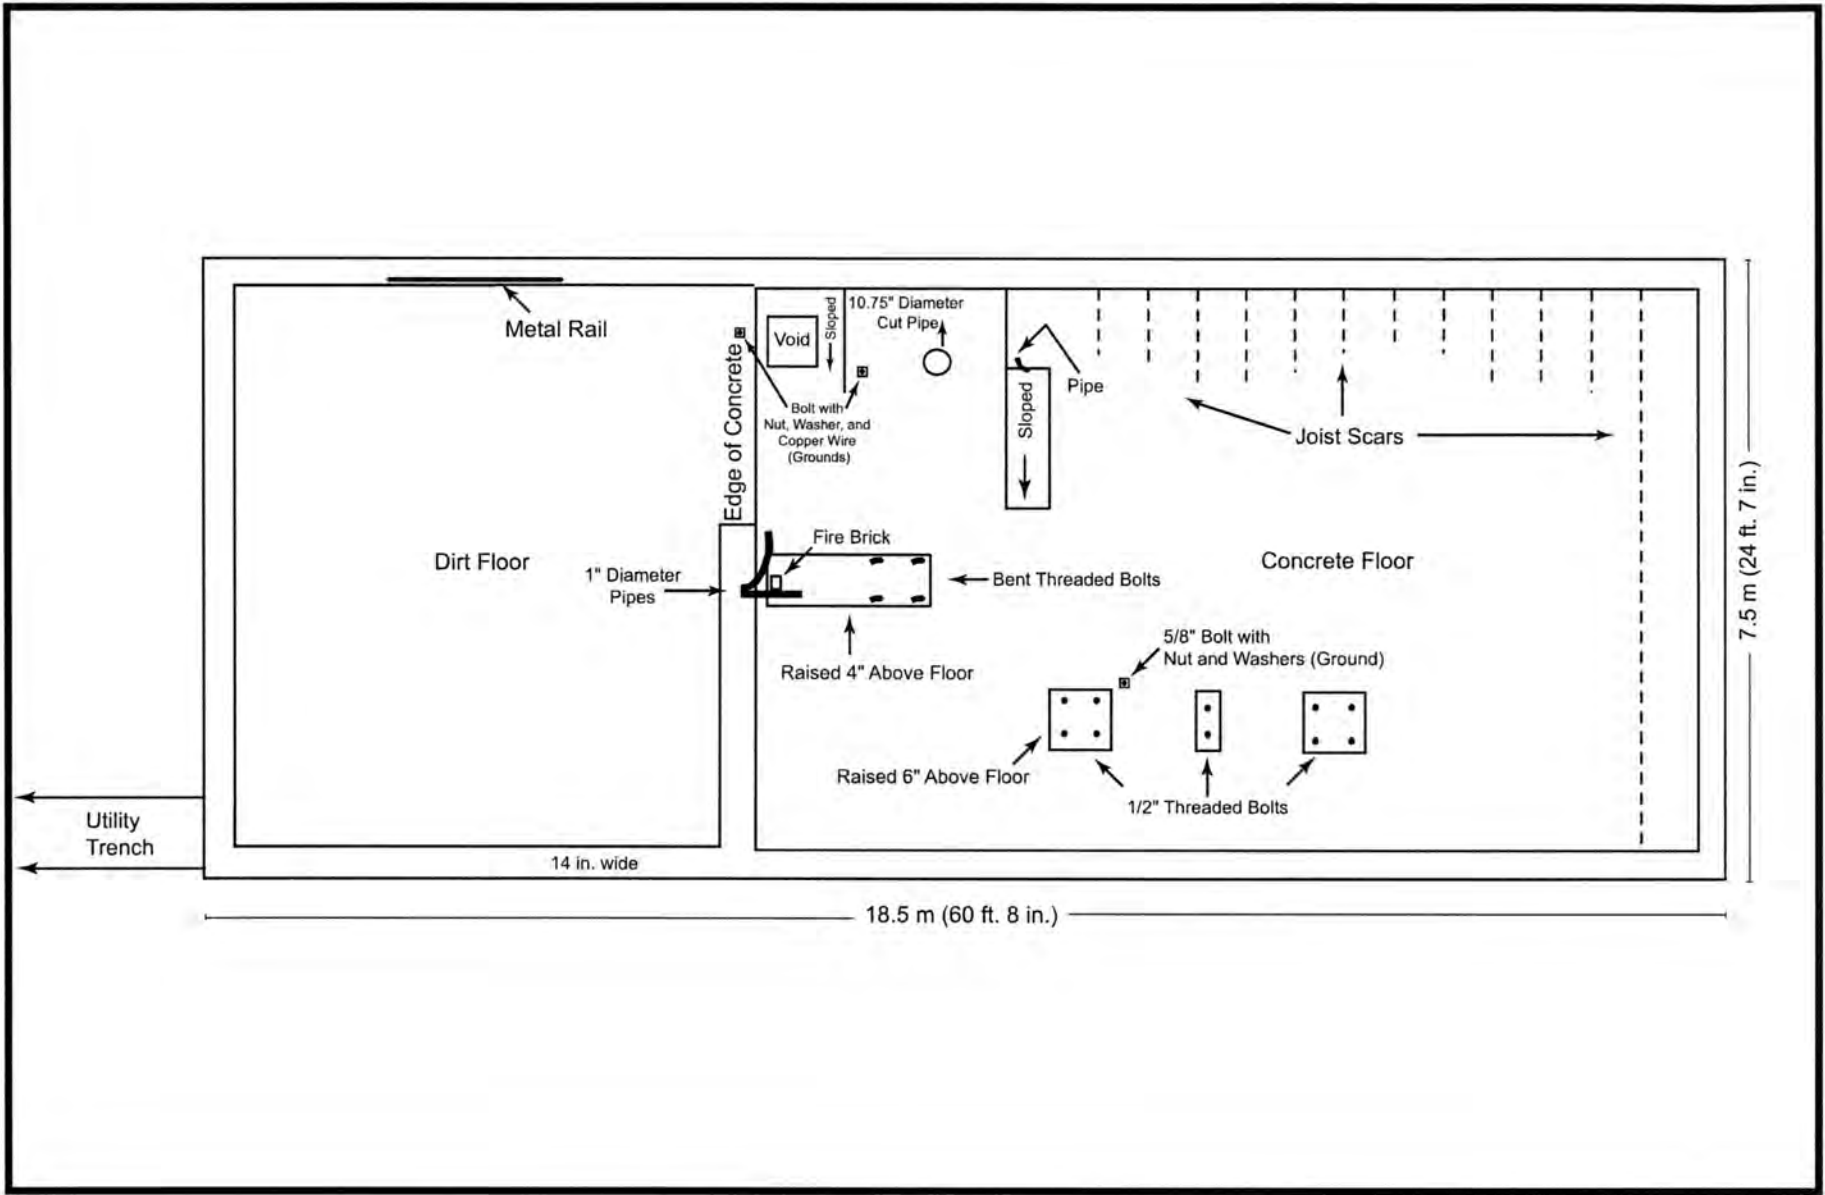 Metal Rail
Void
Sloped
10.75" Diameter
Cut Pipe
Edge of Concrete
Bolt with
Nut, Washer, and
Copper Wire
(Grounds)
Sloped
Pipe
Joist Scars
Dirt Floor
1" Diameter
Pipes
Fire Brick
Bent Threaded Bolts
Concrete Floor
Raised 4" Above Floor
5/8" Bolt with
Nut and Washers (Ground)
Raised 6" Above Floor
1/2" Threaded Bolts
Utility
Trench
14 in. wide
7.5 m (24 ft. 7 in.)
18.5 m (60 ft. 8 in.)